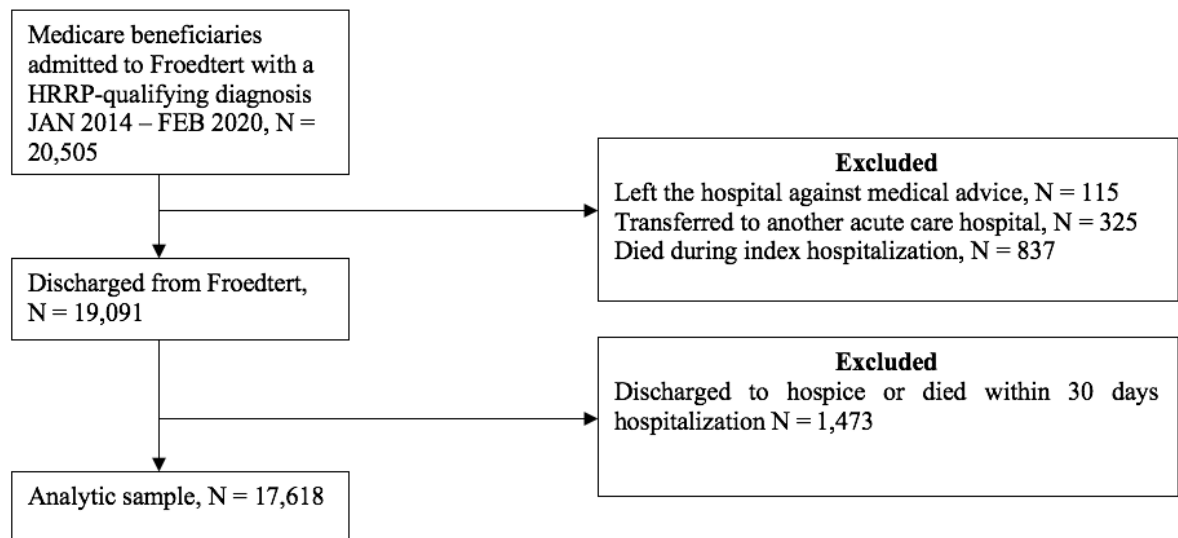 Medicare beneficiaries
admitted to Froedtert with a
HRRP-qualifying diagnosis
JAN 2014 – FEB 2020, N =
20,505
Excluded
Left the hospital against medical advice, N = 115
Transferred to another acute care hospital, N = 325
Died during index hospitalization, N = 837
Discharged from Froedtert,
N = 19,091
Excluded
Discharged to hospice or died within 30 days
hospitalization N = 1,473
Analytic sample, N = 17,618